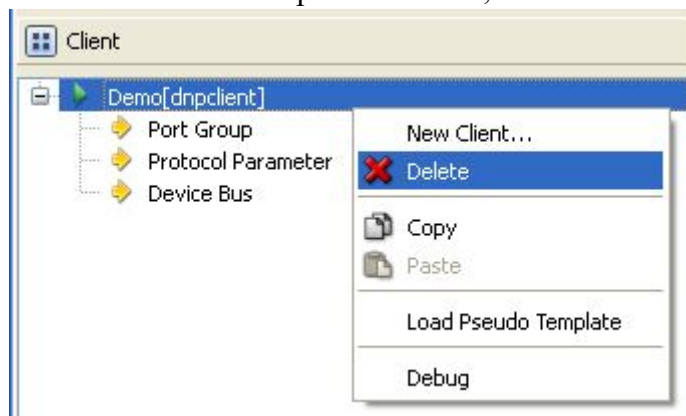 Client
Demo[dnpclient]
Port Group
Protocol Parameter
Device Bus
New Client...
Delete
Copy
Paste
Load Pseudo Template
Debug